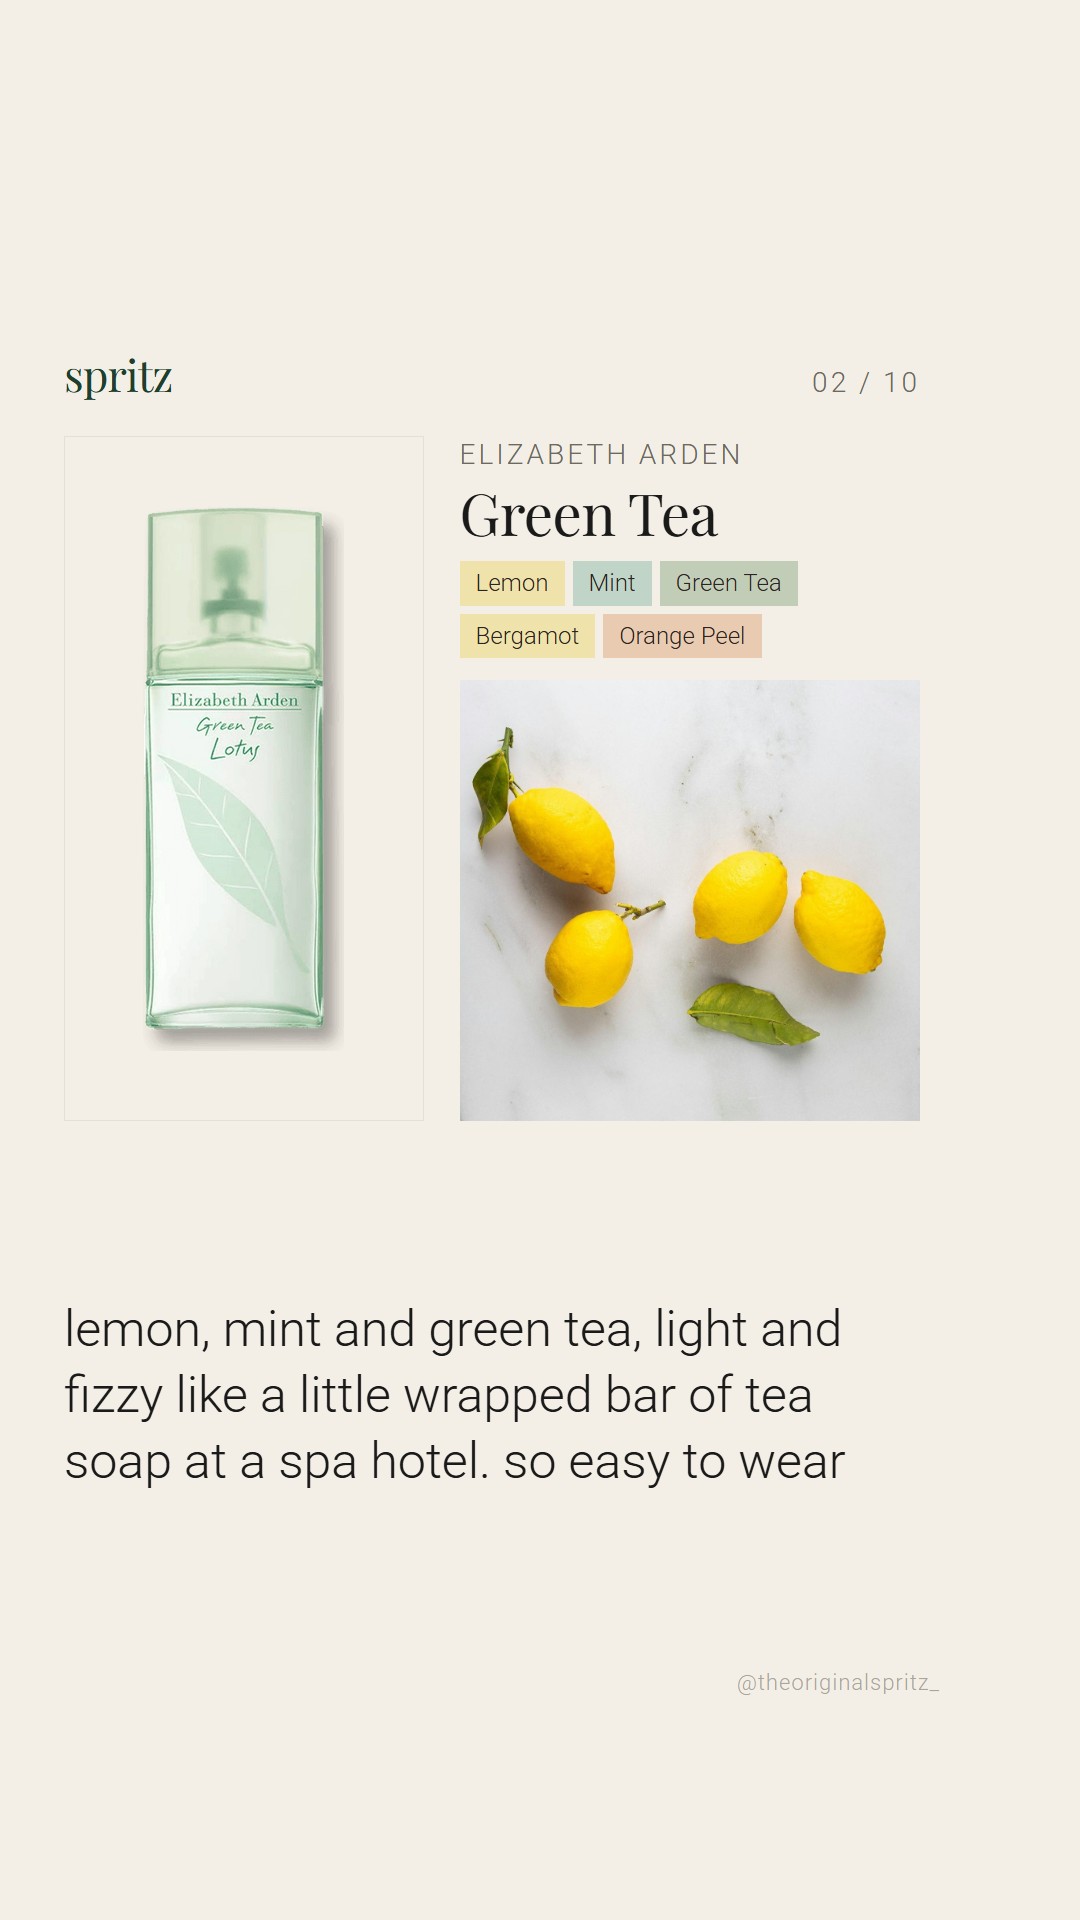 spritz
02 / 10
ELIZABETH ARDEN
Green Tea
Lemon
Mint
Green Tea
Bergamot
Orange Peel
Elizabeth Arden
Green Tea
Lotus
lemon, mint and green tea, light and
fizzy like a little wrapped bar of tea
soap at a spa hotel. so easy to wear
@theoriginalspritz_